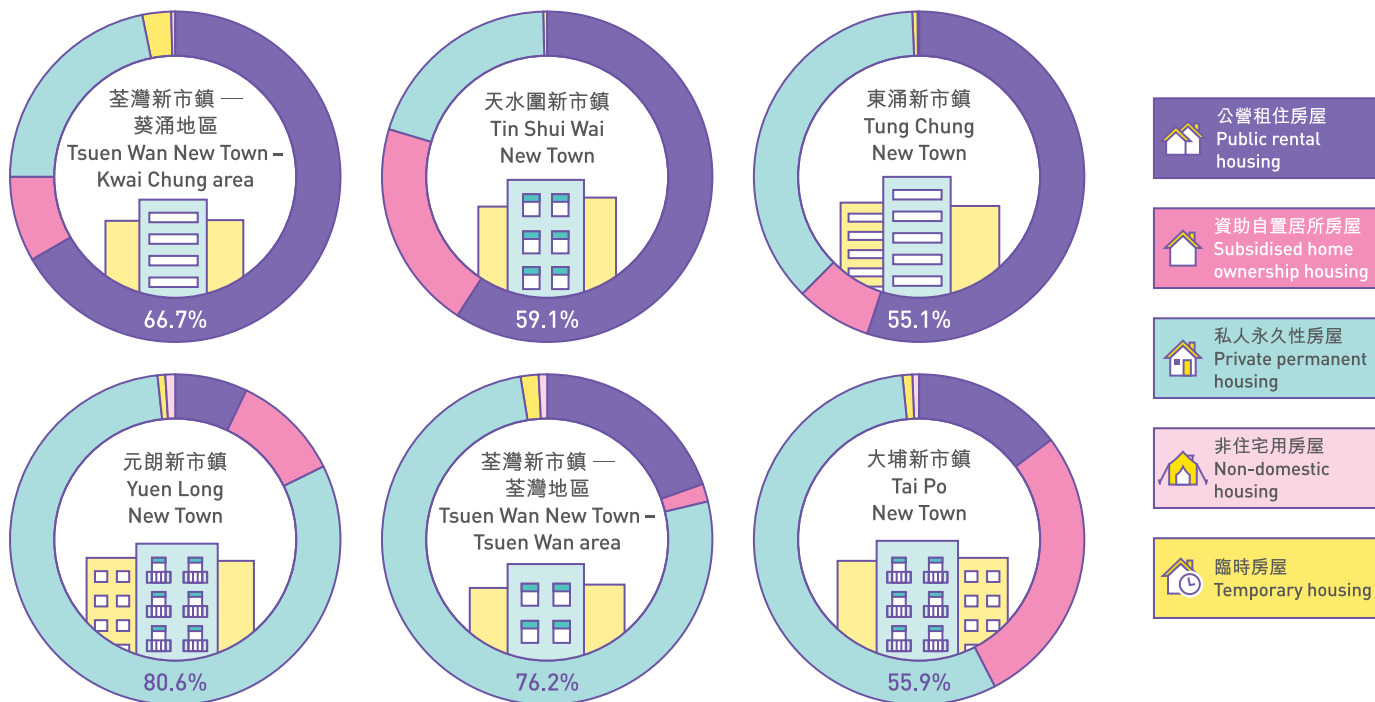 荃灣新市鎮 —
葵涌地區
Tsuen Wan New Town –
Kwai Chung area
66.7%
天水圍新市鎮
Tin Shui Wai
New Town
59.1%
東涌新市鎮
Tung Chung
New Town
55.1%
元朗新市鎮
Yuen Long
New Town
80.6%
荃灣新市鎮 —
荃灣地區
Tsuen Wan New Town –
Tsuen Wan area
76.2%
大埔新市鎮
Tai Po
New Town
55.9%
公營租住房屋
Public rental
housing
資助自置居所房屋
Subsidised home
ownership housing
私人永久性房屋
Private permanent
housing
非住宅用房屋
Non-domestic
housing
臨時房屋
Temporary housing